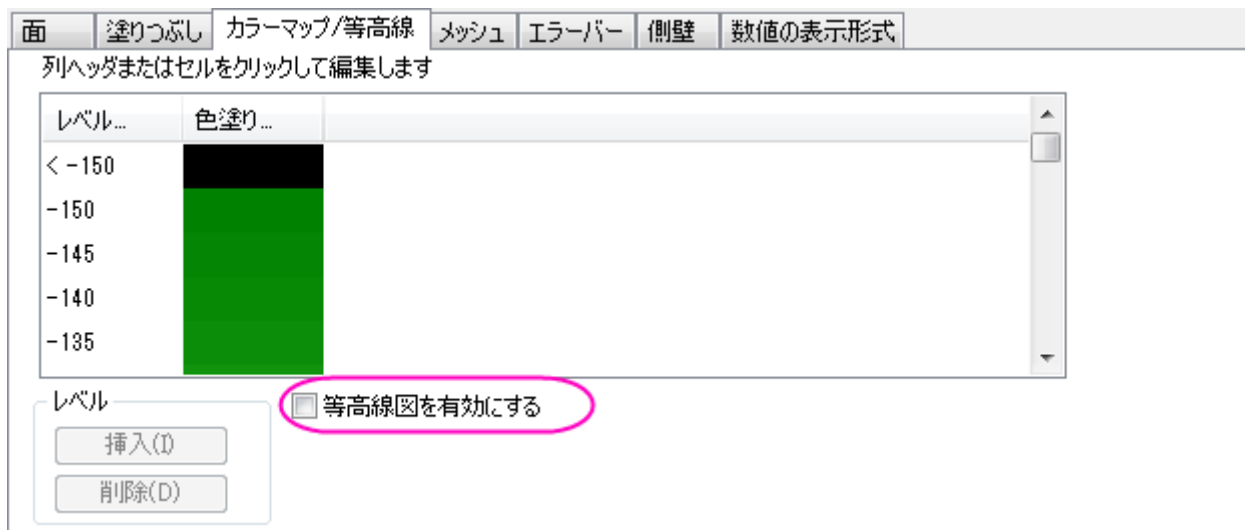 面 塗りつぶし カラーマップ/等高線 メッシュ エラーバー 側壁 数値の表示形式
列ヘッダまたはセルをクリックして編集します
レベル... 色塗り...
< -150
-150
-145
-140
-135
レベル
等高線図を有効にする
挿入(I)
削除(D)